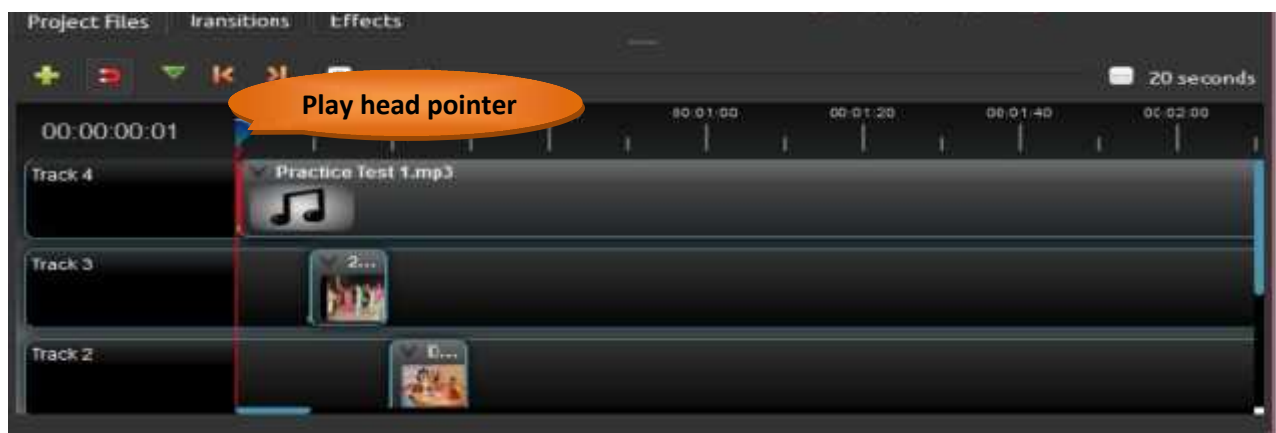 Project Files Transitions Effects
20 seconds
Play head pointer
00:00:00:01
00:01:00 00:01:20 00:01:40 00:02:00
Track 4
Practice Test 1.mp3
Track 3
2...
Track 2